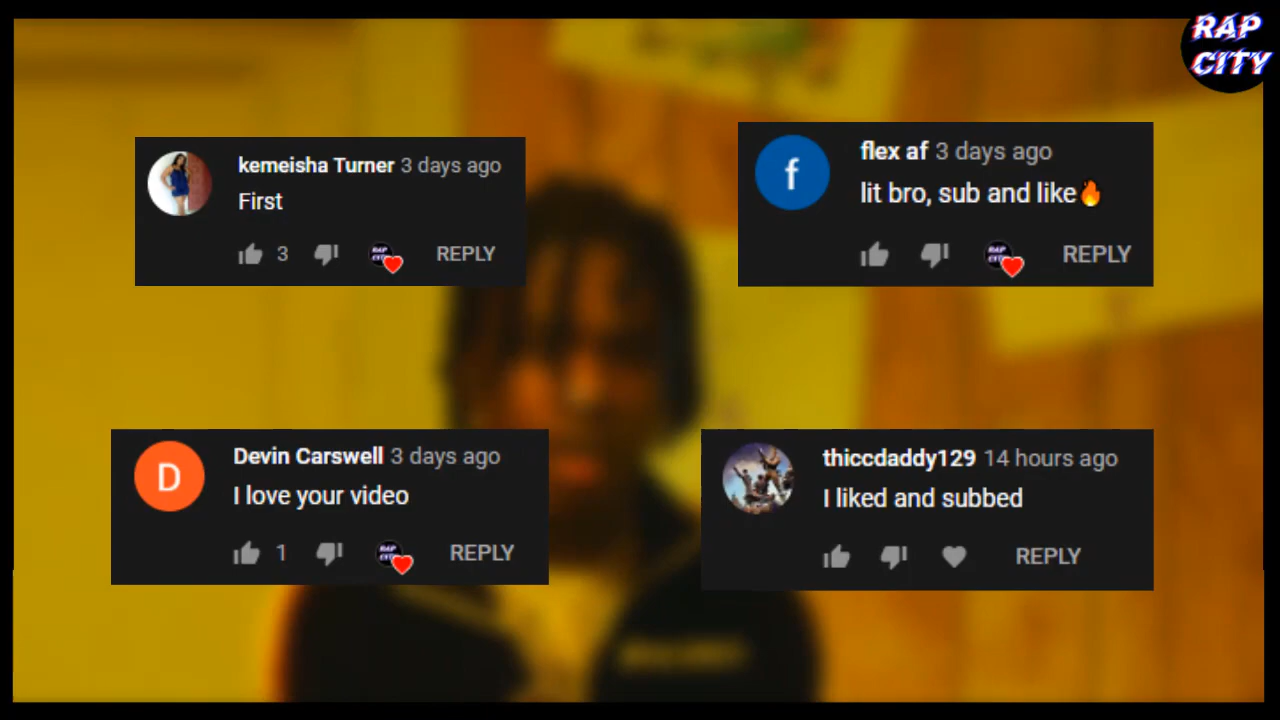 RAP
CITY
kemeisha Turner 3 days ago
First
3 REPLY
flex af 3 days ago
lit bro, sub and like🔥
REPLY
Devin Carswell 3 days ago
I love your video
1 REPLY
thiccdaddy129 14 hours ago
I liked and subbed
REPLY